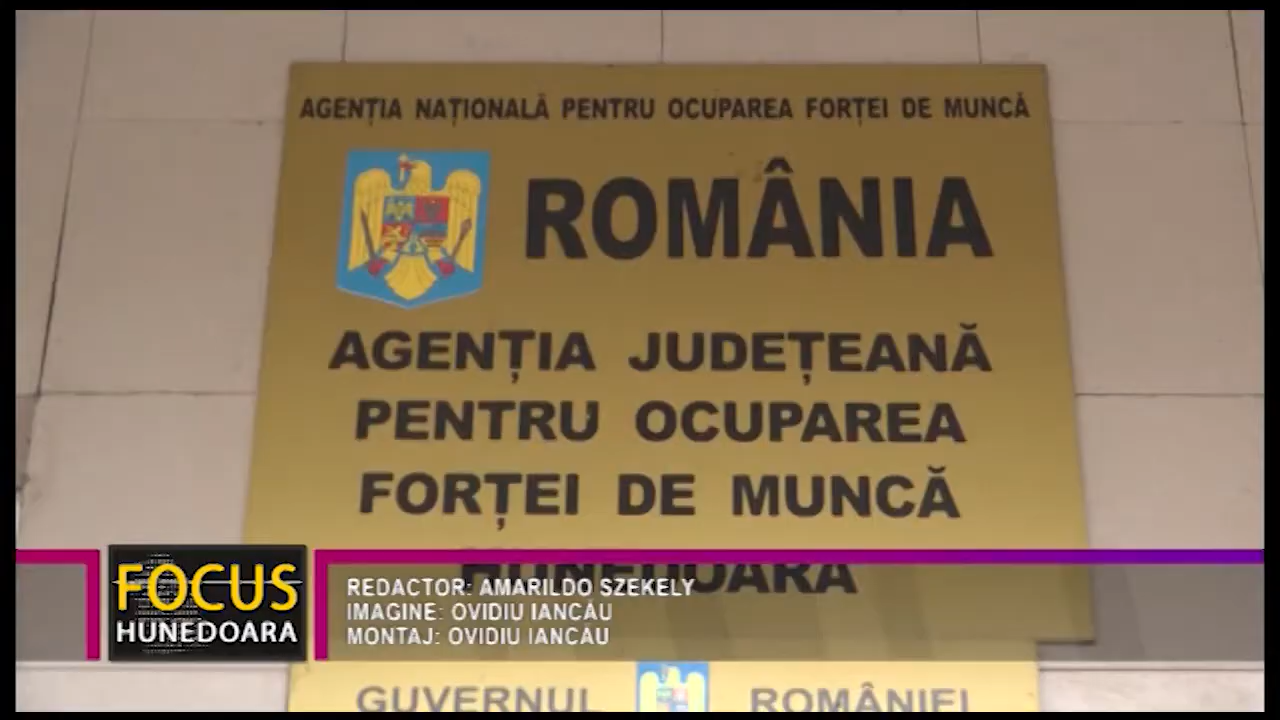 AGENȚIA NAȚIONALĂ PENTRU OCUPAREA FORȚEI DE MUNCĂ
ROMÂNIA
AGENȚIA JUDEȚEANĂ
PENTRU OCUPAREA
FORȚEI DE MUNCĂ
HUNEDOARA
FOCUS
HUNEDOARA
REDACTOR: AMARILDO SZEKELY
IMAGINE: OVIDIU IANCĂU
MONTAJ: OVIDIU IANCĂU
GUVERNUL ROMÂNIEI